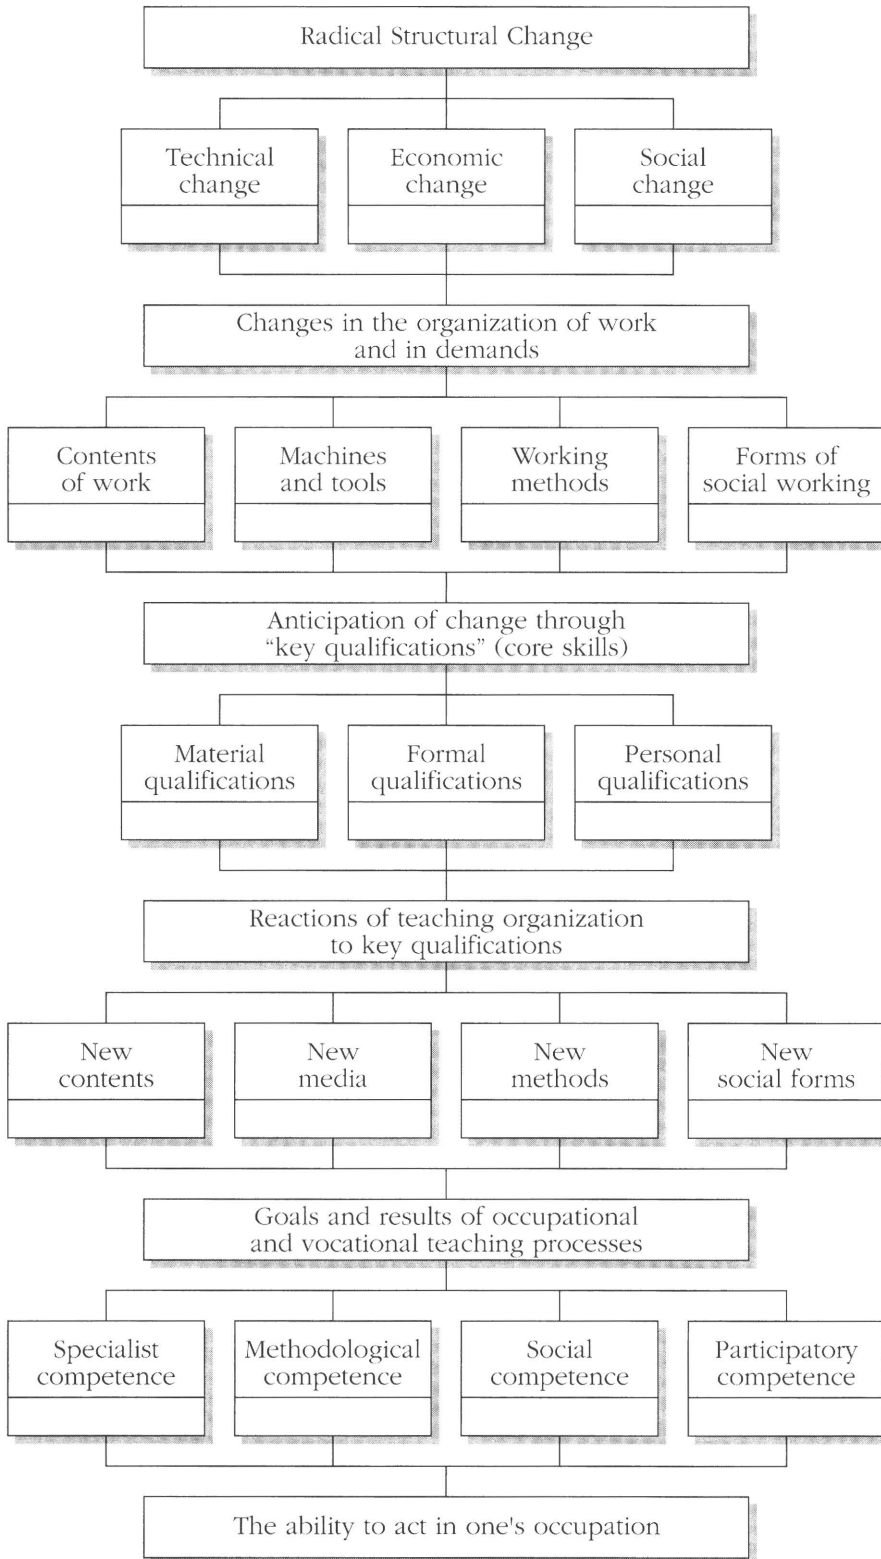 Radical Structural Change
Technical
change
Economic
change
Social
change
Changes in the organization of work
and in demands
Contents
of work
Machines
and tools
Working
methods
Forms of
social working
Anticipation of change through
“key qualifications” (core skills)
Material
qualifications
Formal
qualifications
Personal
qualifications
Reactions of teaching organization
to key qualifications
New
contents
New
media
New
methods
New
social forms
Goals and results of occupational
and vocational teaching processes
Specialist
competence
Methodological
competence
Social
competence
Participatory
competence
The ability to act in one's occupation